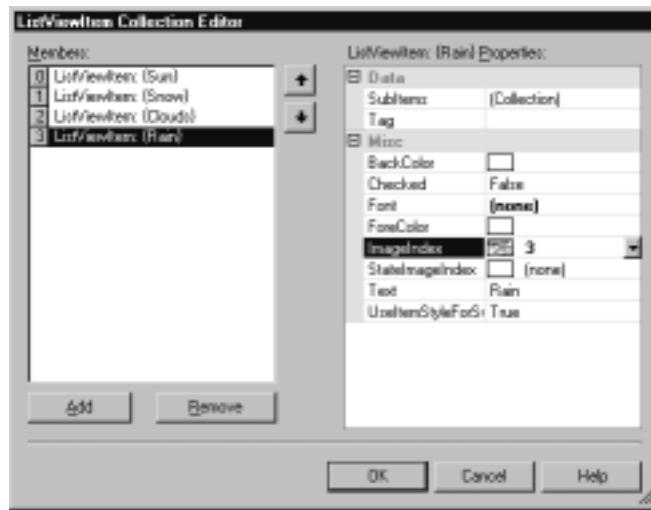 ListViewItem Collection Editor
Members:
ListViewItem: {Rain} Properties:
0 ListViewItem: {Sun}
1 ListViewItem: {Snow}
2 ListViewItem: {Clouds}
3 ListViewItem: {Rain}
Data
SubItems (Collection)
Tag
Misc
BackColor
Checked False
Font (none)
ForeColor
ImageIndex 3
StateImageIndex (none)
Text Rain
UseItemStyleForS True
Add Remove
OK Cancel Help